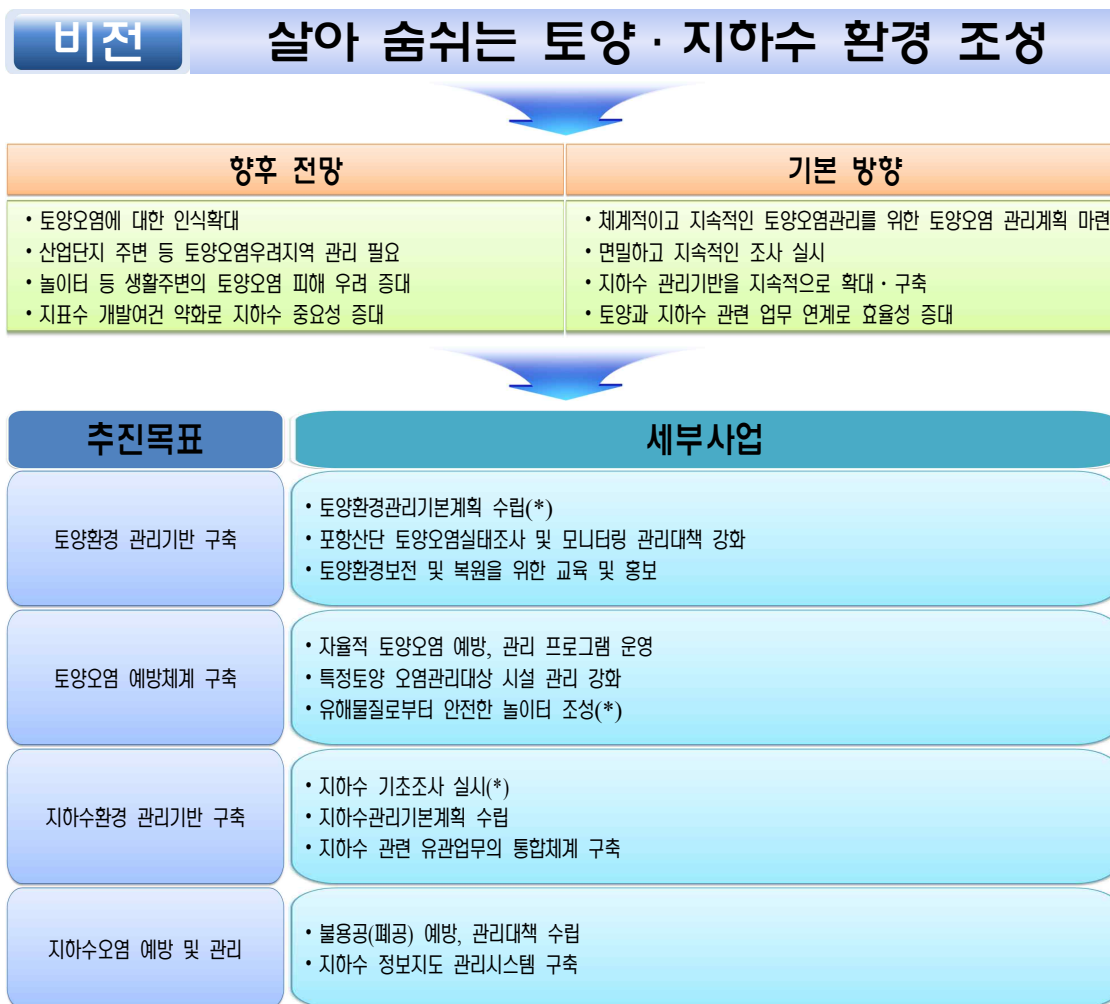 비전
살아 숨쉬는 토양·지하수 환경 조성
향후 전망
• 토양오염에 대한 인식확대
• 산업단지 주변 등 토양오염우려지역 관리 필요
• 놀이터 등 생활주변의 토양오염 피해 우려 증대
• 지표수 개발여건 약화로 지하수 중요성 증대
기본 방향
• 체계적이고 지속적인 토양오염관리를 위한 토양오염 관리계획 마련
• 면밀하고 지속적인 조사 실시
• 지하수 관리기반을 지속적으로 확대·구축
• 토양과 지하수 관련 업무 연계로 효율성 증대
추진목표
세부사업
토양환경 관리기반 구축
• 토양환경관리기본계획 수립(*)
• 포항산단 토양오염실태조사 및 모니터링 관리대책 강화
• 토양환경보전 및 복원을 위한 교육 및 홍보
토양오염 예방체계 구축
• 자율적 토양오염 예방, 관리 프로그램 운영
• 특정토양 오염관리대상 시설 관리 강화
• 유해물질로부터 안전한 놀이터 조성(*)
지하수환경 관리기반 구축
• 지하수 기초조사 실시(*)
• 지하수관리기본계획 수립
• 지하수 관련 유관업무의 통합체계 구축
지하수오염 예방 및 관리
• 불용공(폐공) 예방, 관리대책 수립
• 지하수 정보지도 관리시스템 구축